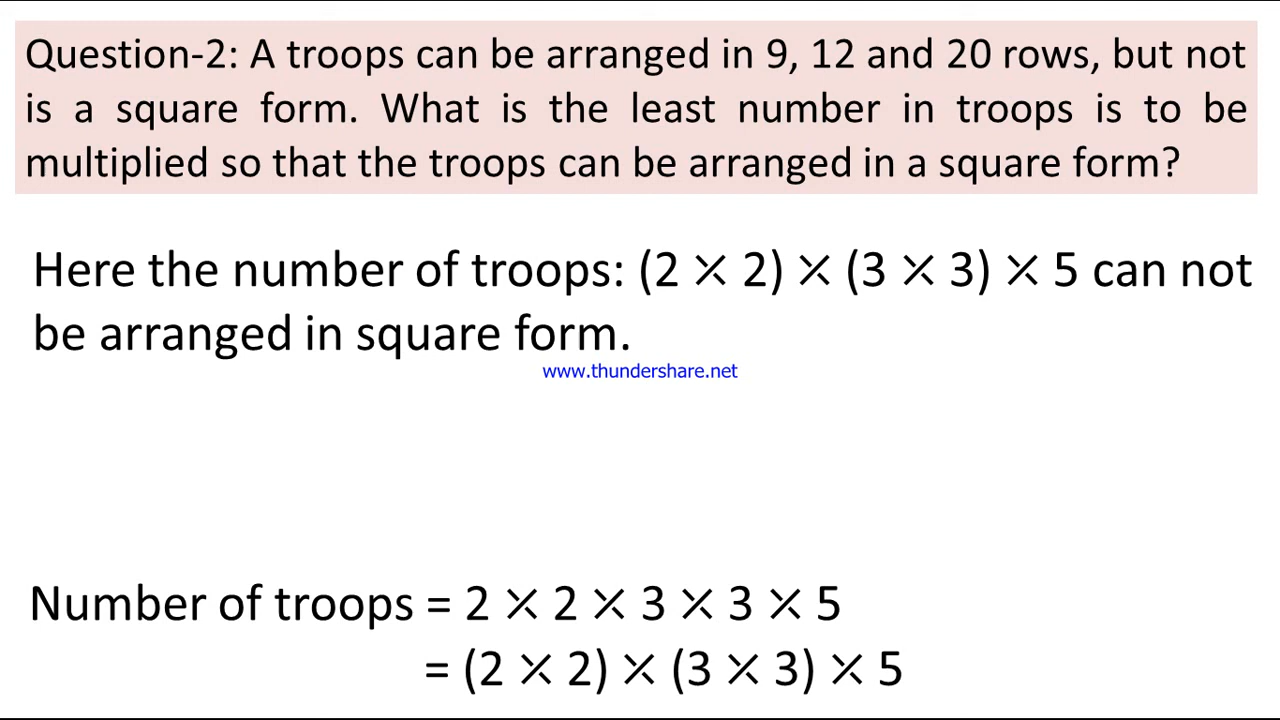 Question-2: A troops can be arranged in 9, 12 and 20 rows, but not
is a square form. What is the least number in troops is to be
multiplied so that the troops can be arranged in a square form?
Here the number of troops: (2 × 2) × (3 × 3) × 5 can not
be arranged in square form.
www.thundershare.net
Number of troops = 2 × 2 × 3 × 3 × 5
= (2 × 2) × (3 × 3) × 5